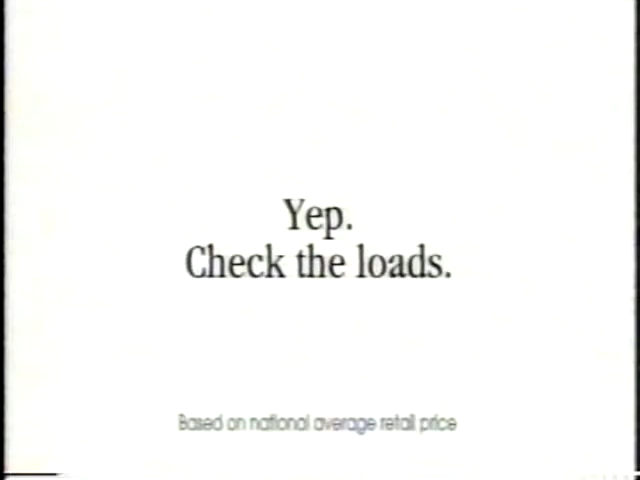 Yep.
Check the loads.
Based on national average retail price